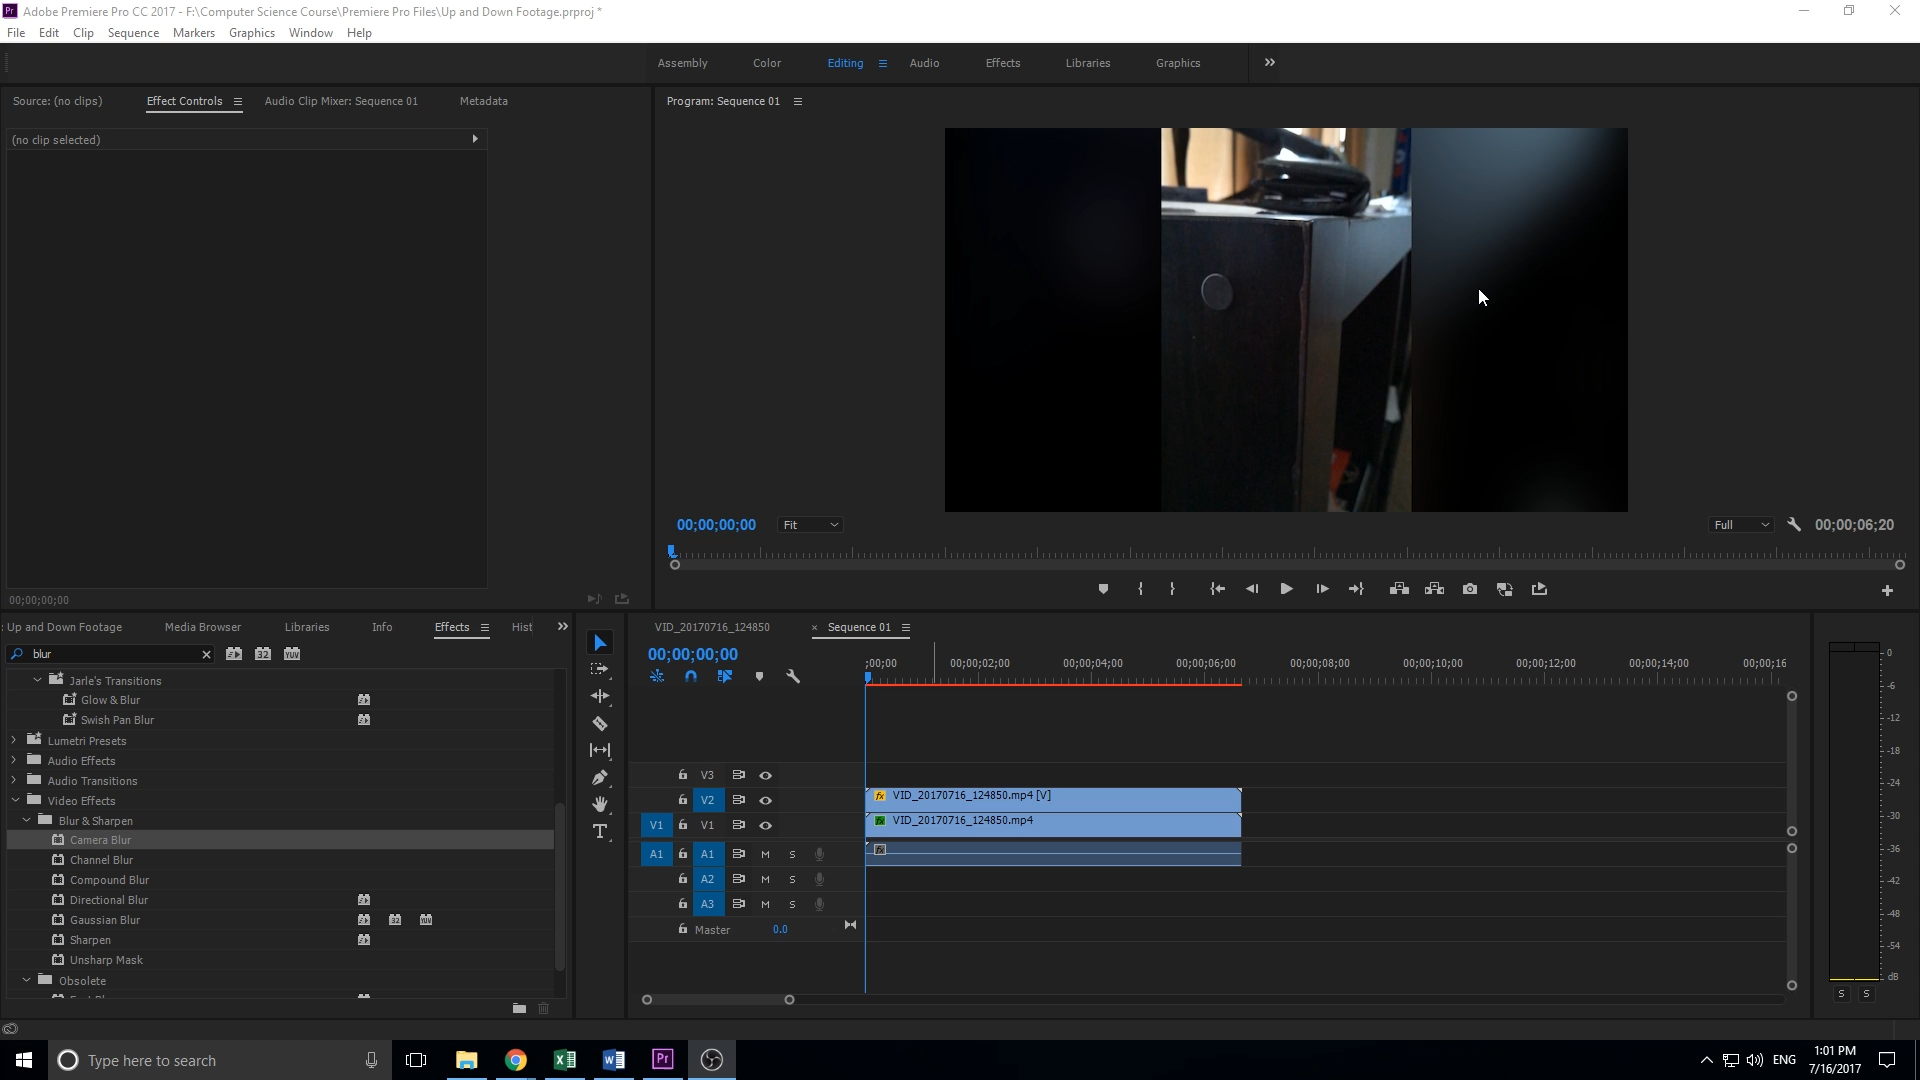 Pr Adobe Premiere Pro CC 2017 - F:\Computer Science Course\Premiere Pro Files\Up and Down Footage.prproj *
File Edit Clip Sequence Markers Graphics Window Help
Assembly Color Editing Audio Effects Libraries Graphics
Source: (no clips) Effect Controls Audio Clip Mixer: Sequence 01 Metadata
Program: Sequence 01
(no clip selected)
00;00;00;00 Fit Full 00;00;06;20
00;00;00;00
: Up and Down Footage Media Browser Libraries Info Effects Hist
VID_20170716_124850 × Sequence 01
blur
32 YUV
00;00;00;00
;00;00 00;00;02;00 00;00;04;00 00;00;06;00 00;00;08;00 00;00;10;00 00;00;12;00 00;00;14;00 00;00;16
Jarle's Transitions
Glow & Blur
Swish Pan Blur
Lumetri Presets
Audio Effects
Audio Transitions
Video Effects
Blur & Sharpen
Camera Blur
Channel Blur
Compound Blur
Directional Blur
Gaussian Blur 32 YUV
Sharpen
Unsharp Mask
Obsolete
V3
V2 fx VID_20170716_124850.mp4 [V]
V1 V1 fx VID_20170716_124850.mp4
A1 A1 M S fx
A2 M S
A3 M S
Master 0.0
0
-6
-12
-18
-24
-30
-36
-42
-48
-54
dB
S S
Type here to search
Pr
ENG
1:01 PM
7/16/2017